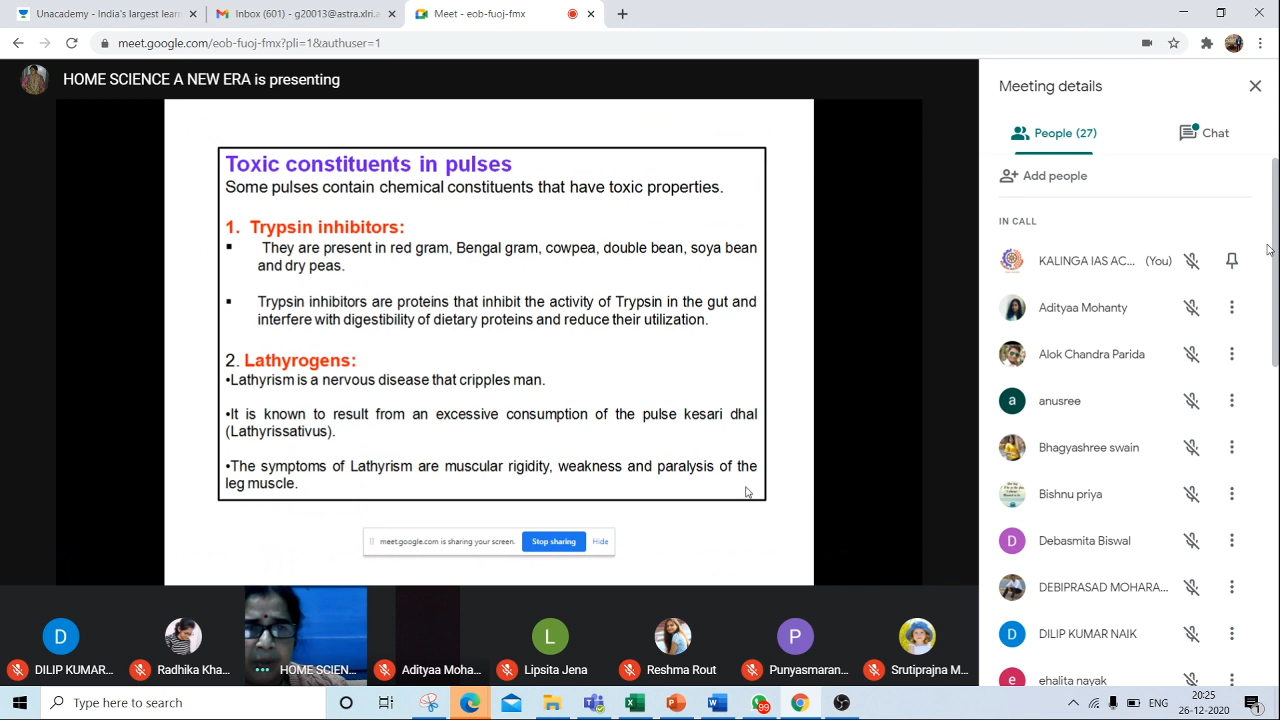 Unacademy - India's largest learn
Inbox (601) - g20013@astra.xlri.a
Meet - eob-fuoj-fmx
meet.google.com/eob-fuoj-fmx?pli=1&authuser=1
HOME SCIENCE A NEW ERA is presenting
Toxic constituents in pulses
Some pulses contain chemical constituents that have toxic properties.
1. Trypsin inhibitors:
▪ They are present in red gram, Bengal gram, cowpea, double bean, soya bean
and dry peas.
▪ Trypsin inhibitors are proteins that inhibit the activity of Trypsin in the gut and
interfere with digestibility of dietary proteins and reduce their utilization.
2. Lathyrogens:
•Lathyrism is a nervous disease that cripples man.
•It is known to result from an excessive consumption of the pulse kesari dhal
(Lathyrissativus).
•The symptoms of Lathyrism are muscular rigidity, weakness and paralysis of the
leg muscle.
meet.google.com is sharing your screen.
Stop sharing
Hide
D
DILIP KUMAR...
Radhika Kha...
HOME SCIEN...
Adityaa Moha...
L
Lipsita Jena
Reshma Rout
P
Punyasmaran...
Srutiprajna M...
Meeting details
People (27)
Chat
Add people
IN CALL
KALINGA IAS AC... (You)
Adityaa Mohanty
Alok Chandra Parida
a
anusree
Bhagyashree swain
Bishnu priya
D
Debasmita Biswal
DEBIPRASAD MOHARA...
D
DILIP KUMAR NAIK
e
ehalita nayak
Type here to search
99
ENG
20:25
26-12-2020
1